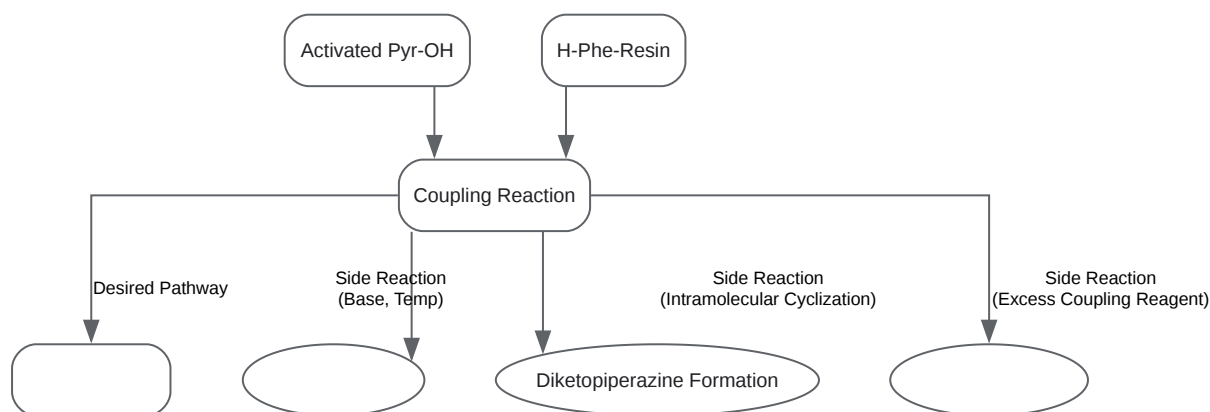 Activated Pyr-OH
H-Phe-Resin
Coupling Reaction
Desired Pathway
Side Reaction
(Base, Temp)
Side Reaction
(Intramolecular Cyclization)
Side Reaction
(Excess Coupling Reagent)
Diketopiperazine Formation